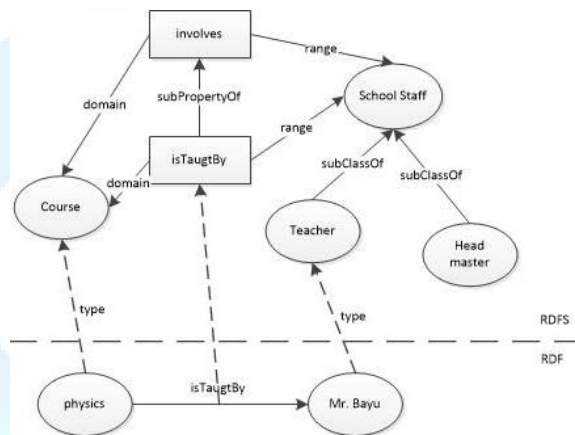 involves
range
School Staff
subPropertyOf
domain
range
isTaugtBy
subClassOf
domain
subClassOf
Course
Teacher
Head
master
type
type
RDFS
RDF
isTaugtBy
physics
Mr. Bayu